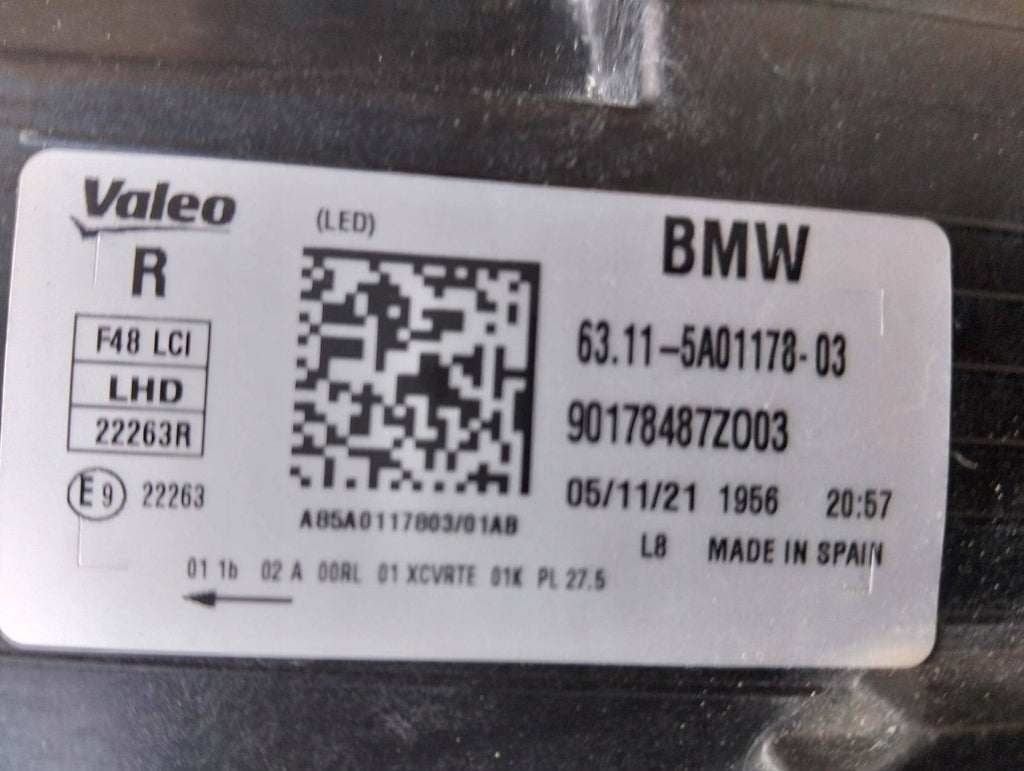 Valeo
R
F48 LCI
LHD
22263R
E9 22263
(LED)
A85A0117803/01AB
BMW
63.11-5A01178-03
90178487Z003
05/11/21 1956 20:57
L8 MADE IN SPAIN
01 1b 02 A 00RL 01 XCVRTE 01K PL 27.5